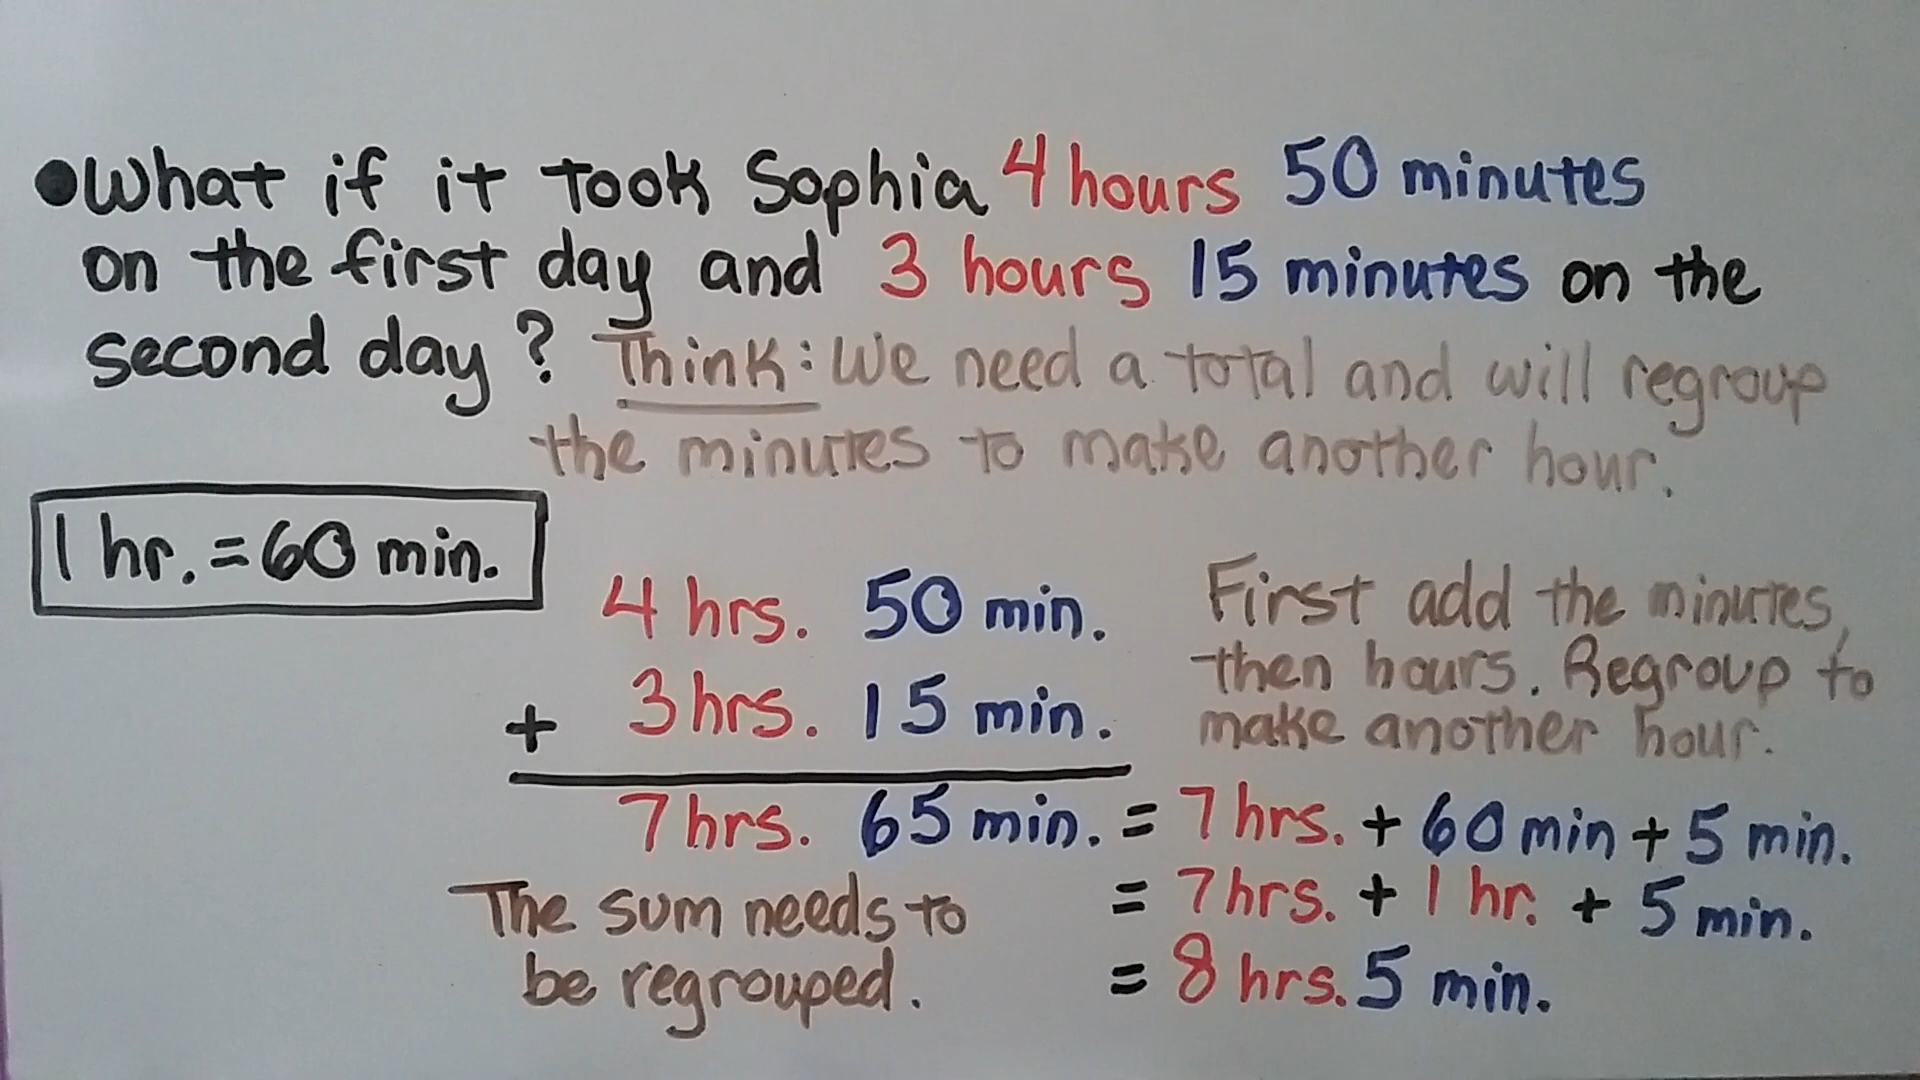 ●What if it took Sophia 4 hours 50 minutes
on the first day and 3 hours 15 minutes on the
second day? Think: We need a total and will regroup
the minutes to make another hour.
1 hr. = 60 min.
4 hrs. 50 min.
+ 3 hrs. 15 min.
7 hrs. 65 min. = 7 hrs. + 60 min + 5 min.
= 7 hrs. + 1 hr. + 5 min.
= 8 hrs. 5 min.
First add the minutes,
then hours. Regroup to
make another hour.
The sum needs to
be regrouped.